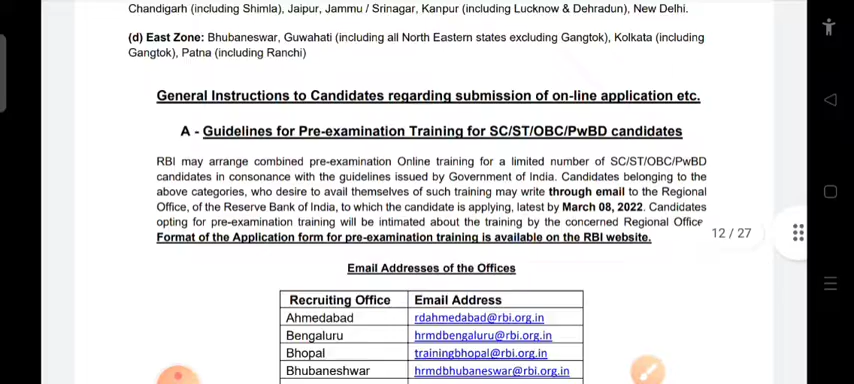 Chandigarh (including Shimla), Jaipur, Jammu / Srinagar, Kanpur (including Lucknow & Dehradun), New Delhi.
(d) East Zone: Bhubaneswar, Guwahati (including all North Eastern states excluding Gangtok), Kolkata (including
Gangtok), Patna (including Ranchi)
General Instructions to Candidates regarding submission of on-line application etc.
A - Guidelines for Pre-examination Training for SC/ST/OBC/PwBD candidates
RBI may arrange combined pre-examination Online training for a limited number of SC/ST/OBC/PwBD
candidates in consonance with the guidelines issued by Government of India. Candidates belonging to the
above categories, who desire to avail themselves of such training may write through email to the Regional
Office, of the Reserve Bank of India, to which the candidate is applying, latest by March 08, 2022. Candidates
opting for pre-examination training will be intimated about the training by the concerned Regional Office
Format of the Application form for pre-examination training is available on the RBI website.
12 / 27
Email Addresses of the Offices
Recruiting Office Email Address
Ahmedabad rdahmedabad@rbi.org.in
Bengaluru hrmdbengaluru@rbi.org.in
Bhopal trainingbhopal@rbi.org.in
Bhubaneshwar hrmdbhubaneswar@rbi.org.in